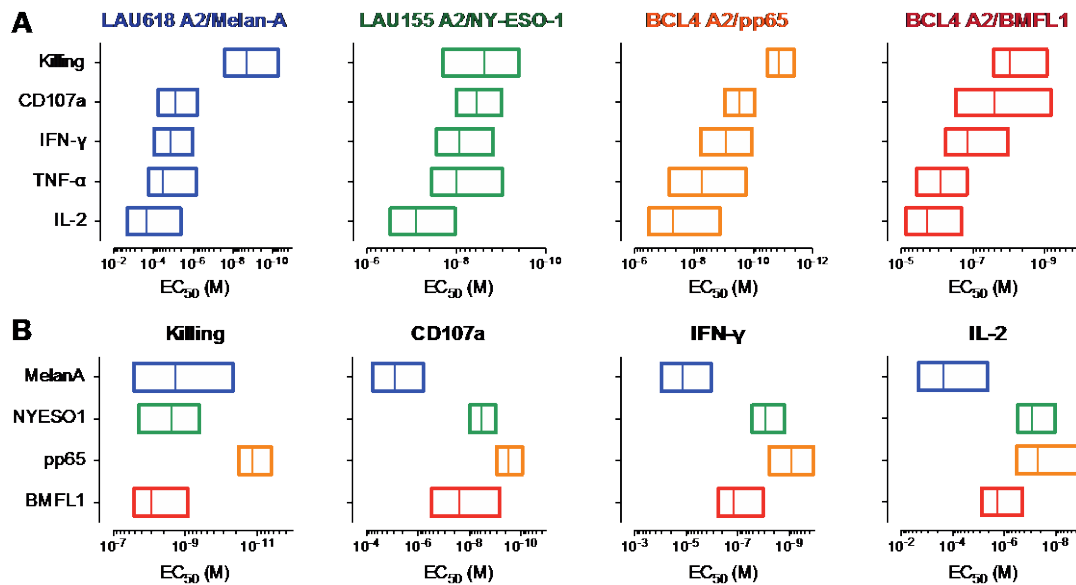 A
LAU618 A2/Melan-A LAU155 A2/NY-ESO-1 BCL4 A2/pp65 BCL4 A2/BMFL1
Killing
CD107a
IFN-γ
TNF-α
IL-2
10-2 10-4 10-6 10-8 10-10 10-6 10-8 10-10 10-6 10-8 10-10 10-12 10-5 10-7 10-9
EC50 (M) EC50 (M) EC50 (M) EC50 (M)
B
Killing CD107a IFN-γ IL-2
MelanA
NYESO1
pp65
BMFL1
10-7 10-9 10-11 10-4 10-6 10-8 10-10 10-3 10-5 10-7 10-9 10-2 10-4 10-6 10-8
EC50 (M) EC50 (M) EC50 (M) EC50 (M)